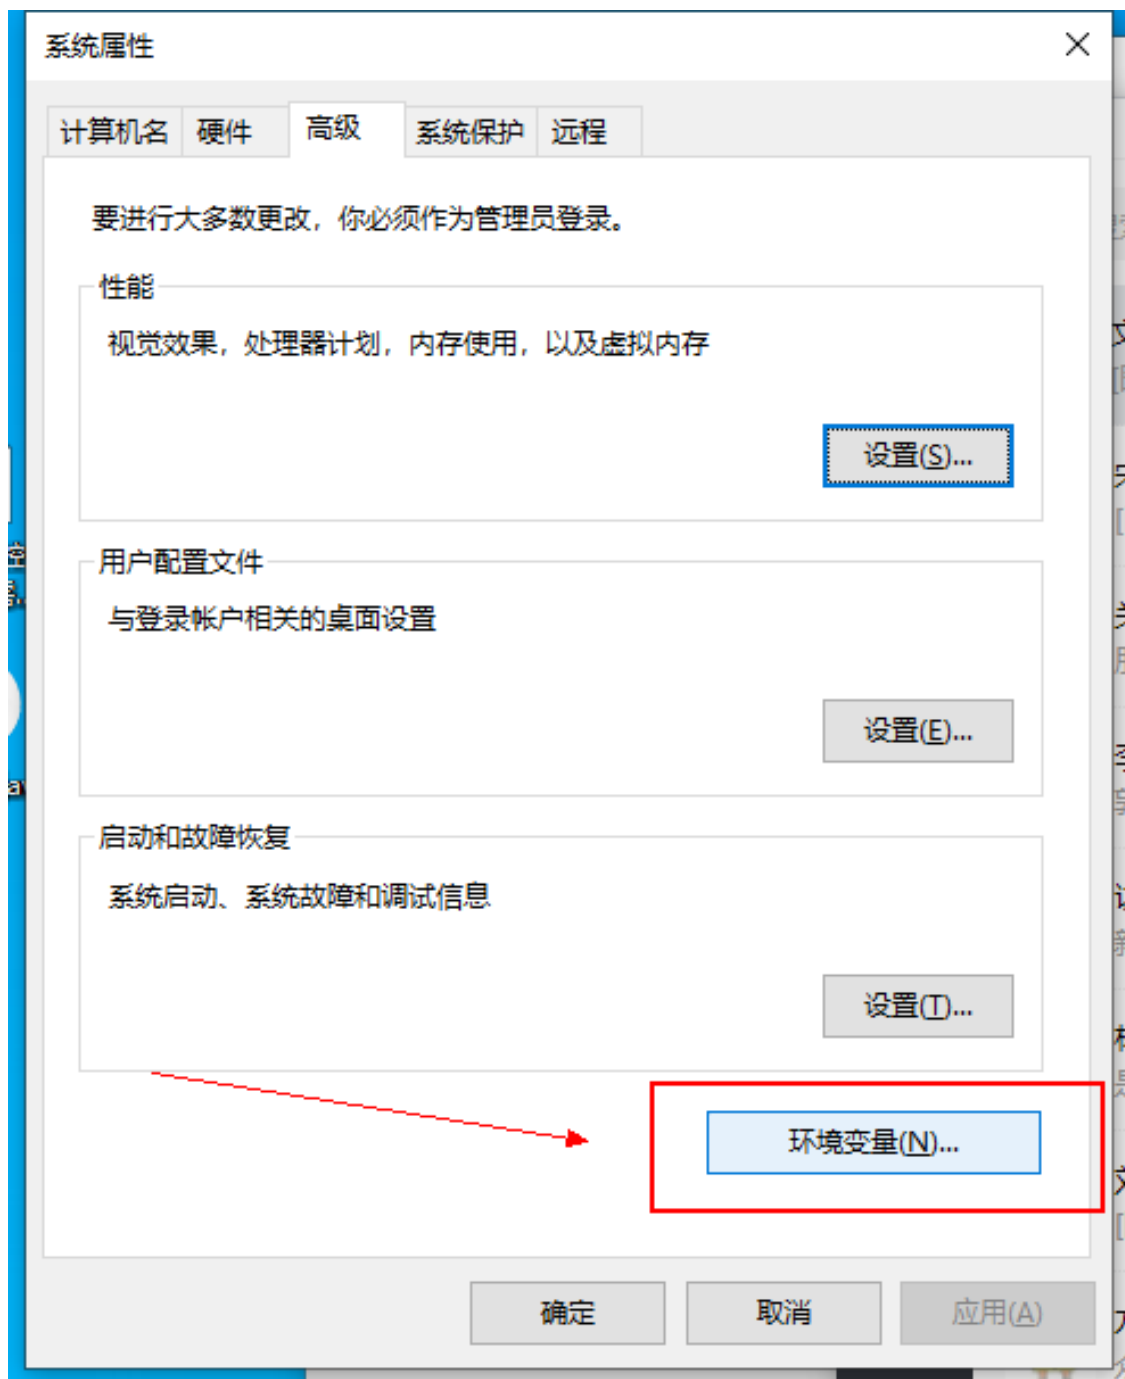 系统属性
计算机名 硬件 高级 系统保护 远程
要进行大多数更改，你必须作为管理员登录。
性能
视觉效果，处理器计划，内存使用，以及虚拟内存
设置(S)...
用户配置文件
与登录帐户相关的桌面设置
设置(E)...
启动和故障恢复
系统启动、系统故障和调试信息
设置(T)...
环境变量(N)...
确定 取消 应用(A)